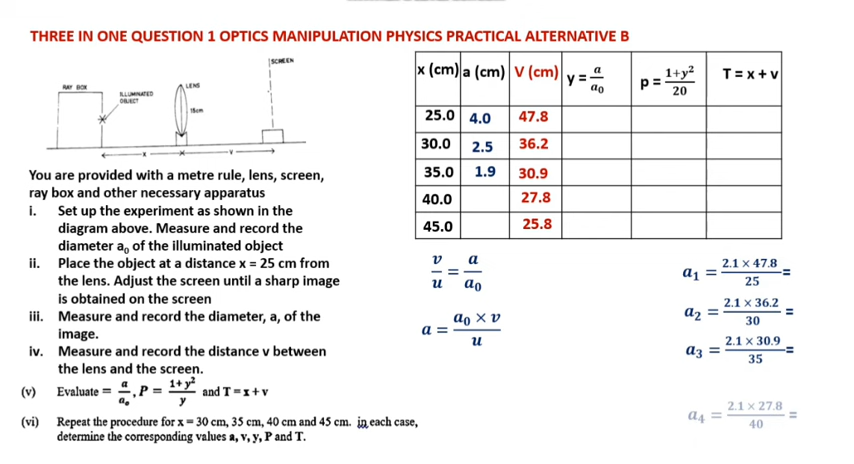 THREE IN ONE QUESTION 1 OPTICS MANIPULATION PHYSICS PRACTICAL ALTERNATIVE B
RAY BOX
ILLUMINATED
OBJECT
LENS
15cm
SCREEN
x
v
You are provided with a metre rule, lens, screen,
ray box and other necessary apparatus
i. Set up the experiment as shown in the
diagram above. Measure and record the
diameter a₀ of the illuminated object
ii. Place the object at a distance x = 25 cm from
the lens. Adjust the screen until a sharp image
is obtained on the screen
iii. Measure and record the diameter, a, of the
image.
iv. Measure and record the distance v between
the lens and the screen.
(v) Evaluate = a/aₒ, P = 1+y²/y and T = x + v
(vi) Repeat the procedure for x = 30 cm, 35 cm, 40 cm and 45 cm. in each case,
determine the corresponding values a, v, y, P and T.
x (cm) a (cm) V (cm) y = a/a₀ p = 1+y²/20 T = x + v
25.0 4.0 47.8
30.0 2.5 36.2
35.0 1.9 30.9
40.0 27.8
45.0 25.8
v/u = a/a₀
a = a₀ × v/u
a₁ = 2.1 × 47.8/25 =
a₂ = 2.1 × 36.2/30 =
a₃ = 2.1 × 30.9/35 =
a₄ = 2.1 × 27.8/40 =